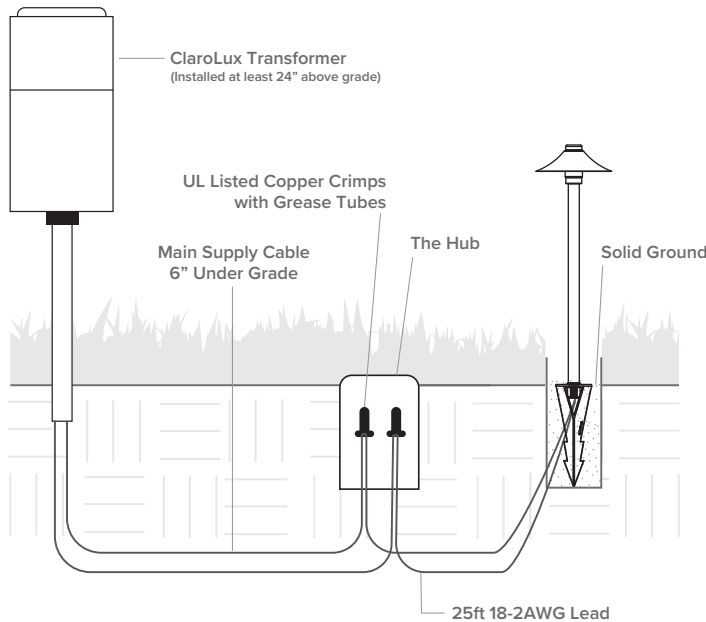 ClaroLux Transformer
(Installed at least 24” above grade)
UL Listed Copper Crimps
with Grease Tubes
The Hub
Main Supply Cable
6” Under Grade
Solid Ground
25ft 18-2AWG Lead